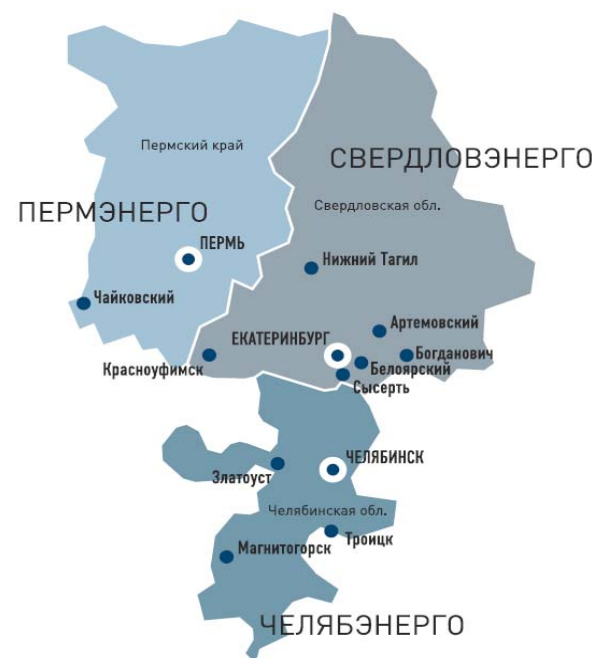 Пермский край
СВЕРДЛОВЭНЕРГО
Свердловская обл.
ПЕРМЭНЕРГО
ПЕРМЬ
Нижний Тагил
Чайковский
Артемовский
ЕКАТЕРИНБУРГ
Богданович
Красноуфимск
Белоярский
Сысерть
ЧЕЛЯБИНСК
Златоуст
Челябинская обл.
Троицк
Магнитогорск
ЧЕЛЯБЭНЕРГО